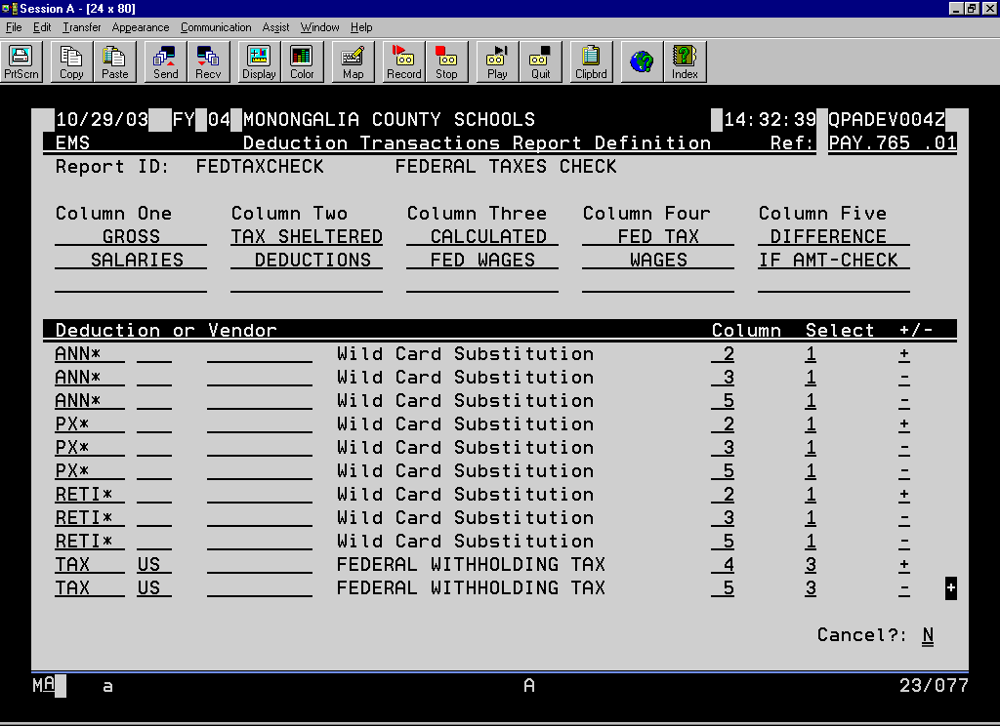 Session A - [24 x 80]
File Edit Transfer Appearance Communication Assist Window Help
PrtScrn Copy Paste Send Recv Display Color Map Record Stop Play Quit Clipbrd Index
10/29/03 FY 04 MONONGALIA COUNTY SCHOOLS 14:32:39 QPADEV004Z
EMS Deduction Transactions Report Definition Ref: PAY.765 .01
Report ID: FEDTAXCHECK FEDERAL TAXES CHECK
Column One Column Two Column Three Column Four Column Five
GROSS TAX SHELTERED CALCULATED FED TAX DIFFERENCE
SALARIES DEDUCTIONS FED WAGES WAGES IF AMT-CHECK
Deduction or Vendor Column Select +/-
ANN* Wild Card Substitution 2 1 +
ANN* Wild Card Substitution 3 1 -
ANN* Wild Card Substitution 5 1 -
PX* Wild Card Substitution 2 1 +
PX* Wild Card Substitution 3 1 -
PX* Wild Card Substitution 5 1 -
RETI* Wild Card Substitution 2 1 +
RETI* Wild Card Substitution 3 1 -
RETI* Wild Card Substitution 5 1 -
TAX US FEDERAL WITHHOLDING TAX 4 3 +
TAX US FEDERAL WITHHOLDING TAX 5 3 - +
Cancel?: N
MA a A 23/077